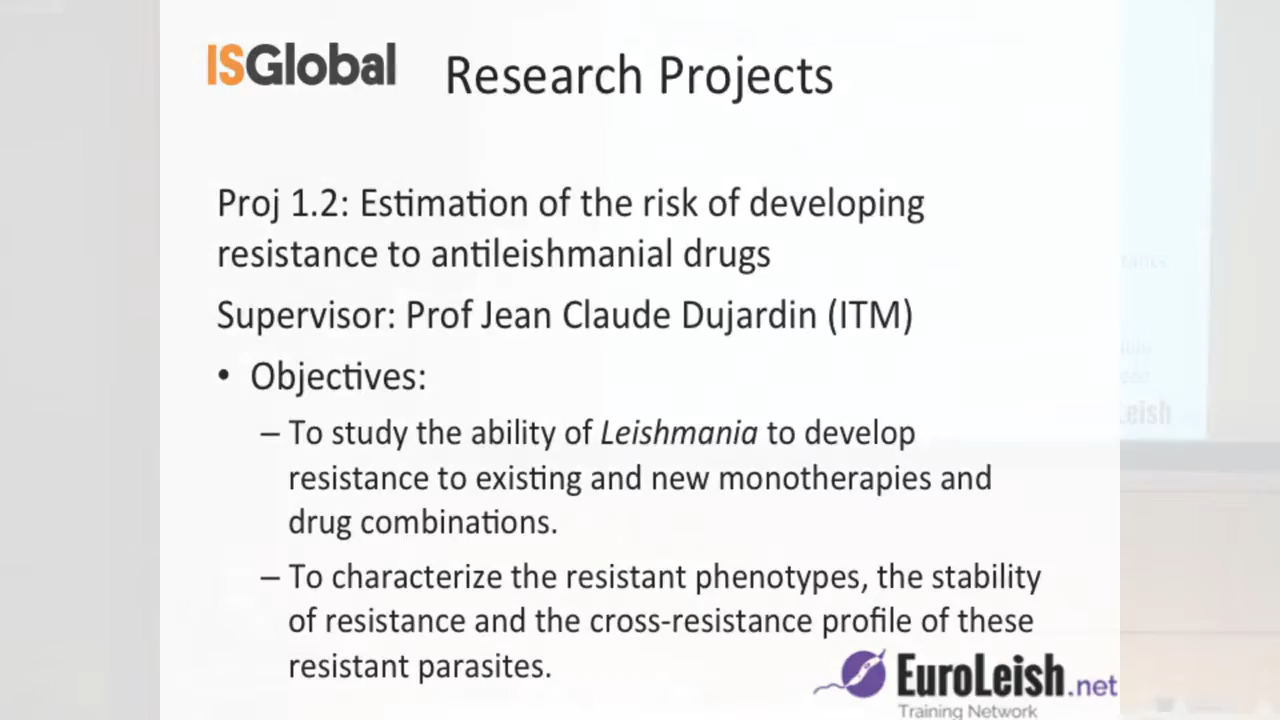 ISGlobal
Research Projects
Proj 1.2: Estimation of the risk of developing
resistance to antileishmanial drugs
Supervisor: Prof Jean Claude Dujardin (ITM)
• Objectives:
– To study the ability of Leishmania to develop
resistance to existing and new monotherapies and
drug combinations.
– To characterize the resistant phenotypes, the stability
of resistance and the cross-resistance profile of these
resistant parasites.
EuroLeish.net
Training Network